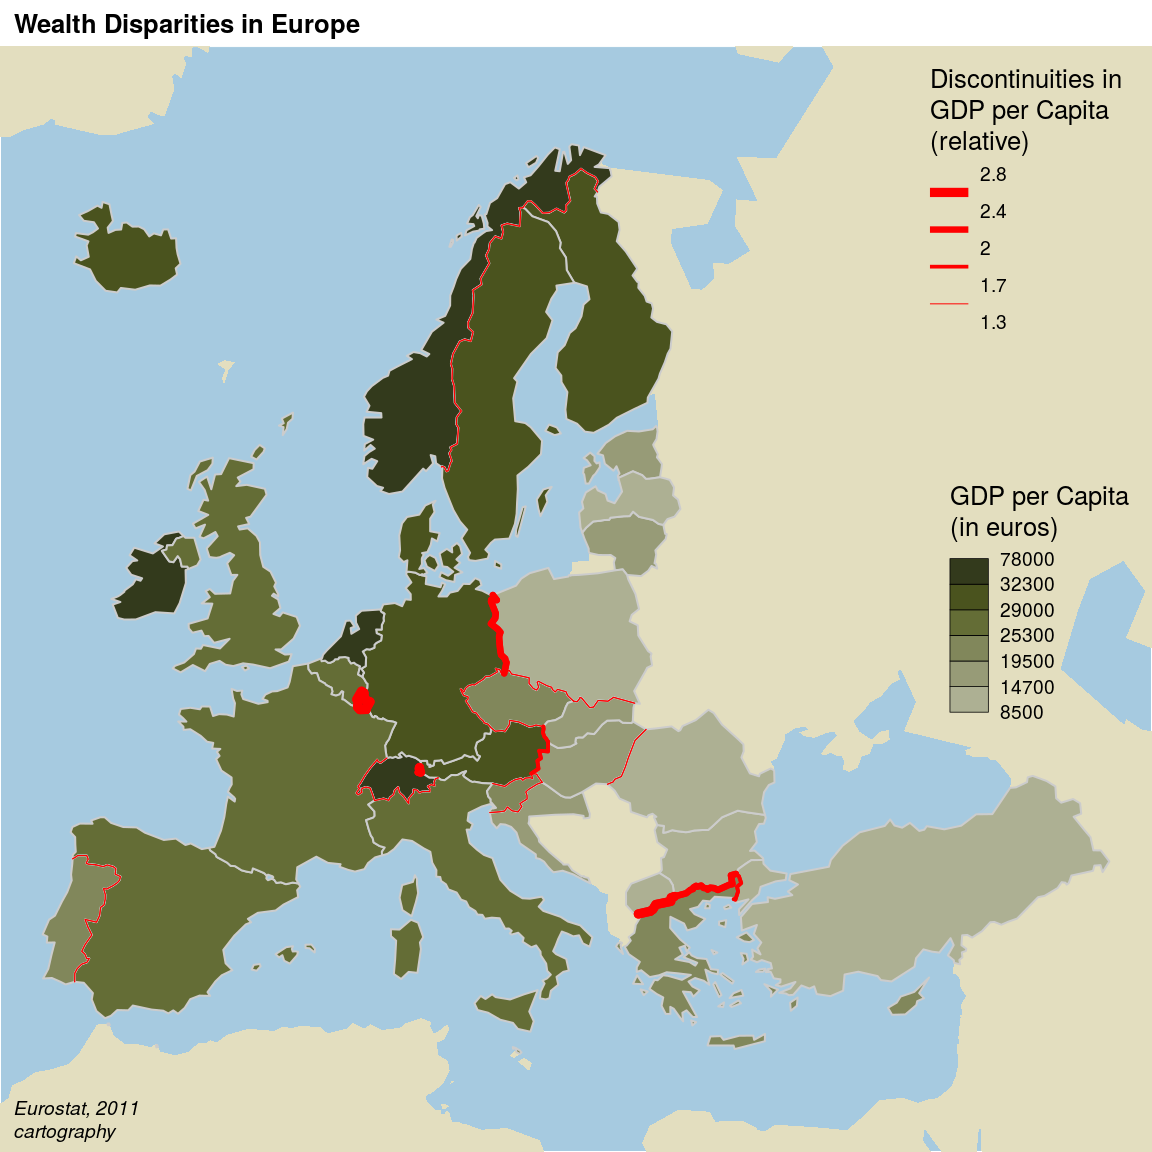 Wealth Disparities in Europe
Discontinuities in
GDP per Capita
(relative)
2.8
2.4
2
1.7
1.3
GDP per Capita
(in euros)
78000
32300
29000
25300
19500
14700
8500
Eurostat, 2011
cartography